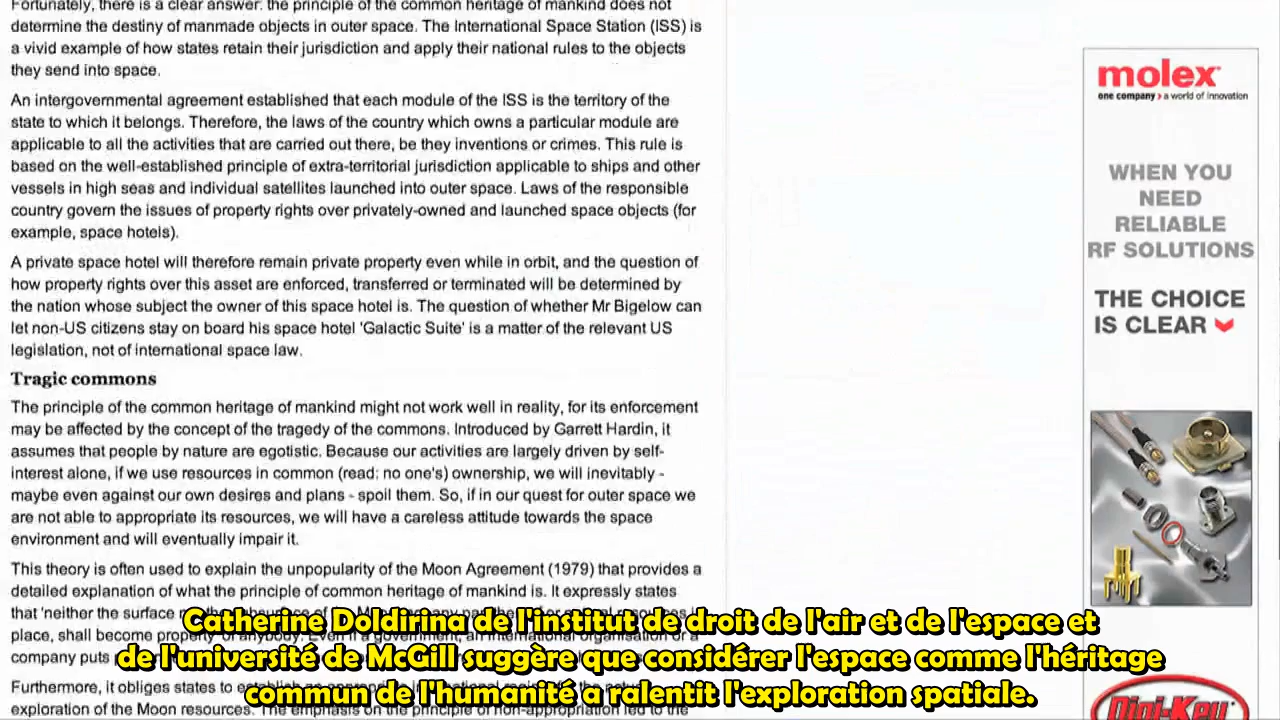 Fortunately, there is a clear answer: the principle of the common heritage of mankind does not
determine the destiny of manmade objects in outer space. The International Space Station (ISS) is
a vivid example of how states retain their jurisdiction and apply their national rules to the objects
they send into space.
An intergovernmental agreement established that each module of the ISS is the territory of the
state to which it belongs. Therefore, the laws of the country which owns a particular module are
applicable to all the activities that are carried out there, be they inventions or crimes. This rule is
based on the well-established principle of extra-territorial jurisdiction applicable to ships and other
vessels in high seas and individual satellites launched into outer space. Laws of the responsible
country govern the issues of property rights over privately-owned and launched space objects (for
example, space hotels).
A private space hotel will therefore remain private property even while in orbit, and the question of
how property rights over this asset are enforced, transferred or terminated will be determined by
the nation whose subject the owner of this space hotel is. The question of whether Mr Bigelow can
let non-US citizens stay on board his space hotel 'Galactic Suite' is a matter of the relevant US
legislation, not of international space law.
Tragic commons
The principle of the common heritage of mankind might not work well in reality, for its enforcement
may be affected by the concept of the tragedy of the commons. Introduced by Garrett Hardin, it
assumes that people by nature are egotistic. Because our activities are largely driven by self-
interest alone, if we use resources in common (read: no one's) ownership, we will inevitably -
maybe even against our own desires and plans - spoil them. So, if in our quest for outer space we
are not able to appropriate its resources, we will have a careless attitude towards the space
environment and will eventually impair it.
This theory is often used to explain the unpopularity of the Moon Agreement (1979) that provides a
detailed explanation of what the principle of common heritage of mankind is. It expressly states
that 'neither the surface
place, shall become property
company puts
Furthermore, it obliges states to
exploration of the Moon resources. The emphasis on the principle of non-appropriation led to the
Catherine Doldirina de l'institut de droit de l'air et de l'espace et
de l'université de McGill suggère que considérer l'espace comme l'héritage
commun de l'humanité a ralentit l'exploration spatiale.
molex
one company > a world of innovation
WHEN YOU
NEED
RELIABLE
RF SOLUTIONS
THE CHOICE
IS CLEAR
Digi-Key